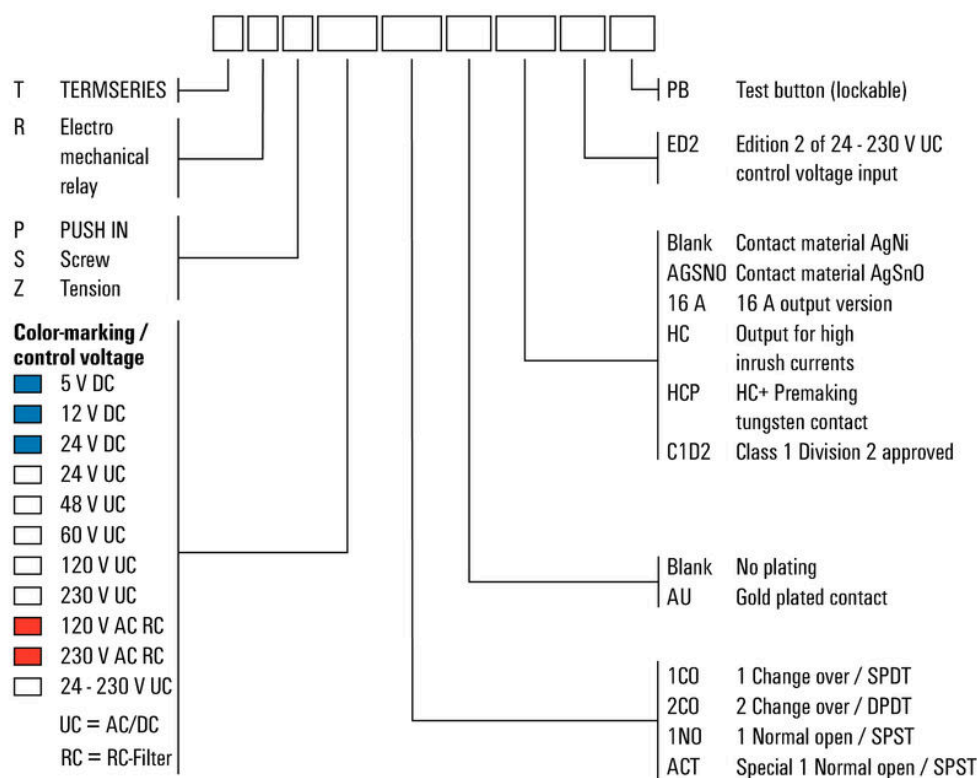 T TERMSERIES
R Electro
mechanical
relay
P PUSH IN
S Screw
Z Tension
Color-marking /
control voltage
5 V DC
12 V DC
24 V DC
24 V UC
48 V UC
60 V UC
120 V UC
230 V UC
120 V AC RC
230 V AC RC
24 - 230 V UC
UC = AC/DC
RC = RC-Filter
PB Test button (lockable)
ED2 Edition 2 of 24 - 230 V UC
control voltage input
Blank Contact material AgNi
AGSNO Contact material AgSnO
16 A 16 A output version
HC Output for high
inrush currents
HCP HC+ Premaking
tungsten contact
C1D2 Class 1 Division 2 approved
Blank No plating
AU Gold plated contact
1CO 1 Change over / SPDT
2CO 2 Change over / DPDT
1NO 1 Normal open / SPST
ACT Special 1 Normal open / SPST